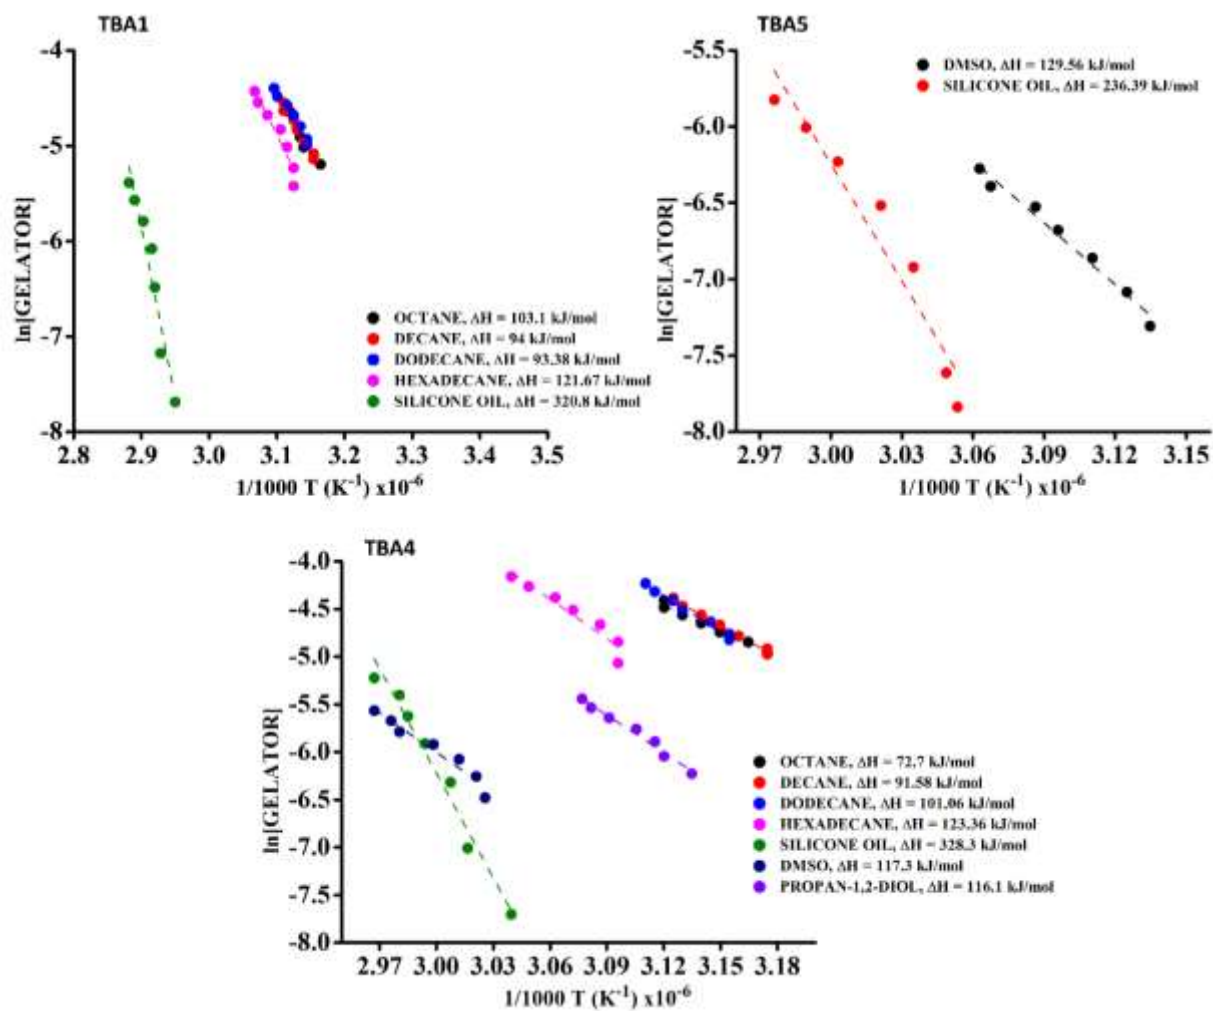 TBA1
-4
-5
-6
-7
-8
ln[GELATOR]
OCTANE, ΔH = 103.1 kJ/mol
DECANE, ΔH = 94 kJ/mol
DODECANE, ΔH = 93.38 kJ/mol
HEXADECANE, ΔH = 121.67 kJ/mol
SILICONE OIL, ΔH = 320.8 kJ/mol
2.8 2.9 3.0 3.1 3.2 3.3 3.4 3.5
1/1000 T (K⁻¹) x10⁻⁶
TBA5
-5.5
-6.0
-6.5
-7.0
-7.5
-8.0
ln[GELATOR]
DMSO, ΔH = 129.56 kJ/mol
SILICONE OIL, ΔH = 236.39 kJ/mol
2.97 3.00 3.03 3.06 3.09 3.12 3.15
1/1000 T (K⁻¹) x10⁻⁶
TBA4
-4.0
-4.5
-5.0
-5.5
-6.0
-6.5
-7.0
-7.5
-8.0
ln[GELATOR]
OCTANE, ΔH = 72.7 kJ/mol
DECANE, ΔH = 91.58 kJ/mol
DODECANE, ΔH = 101.06 kJ/mol
HEXADECANE, ΔH = 123.36 kJ/mol
SILICONE OIL, ΔH = 328.3 kJ/mol
DMSO, ΔH = 117.3 kJ/mol
PROPAN-1,2-DIOL, ΔH = 116.1 kJ/mol
2.97 3.00 3.03 3.06 3.09 3.12 3.15 3.18
1/1000 T (K⁻¹) x10⁻⁶